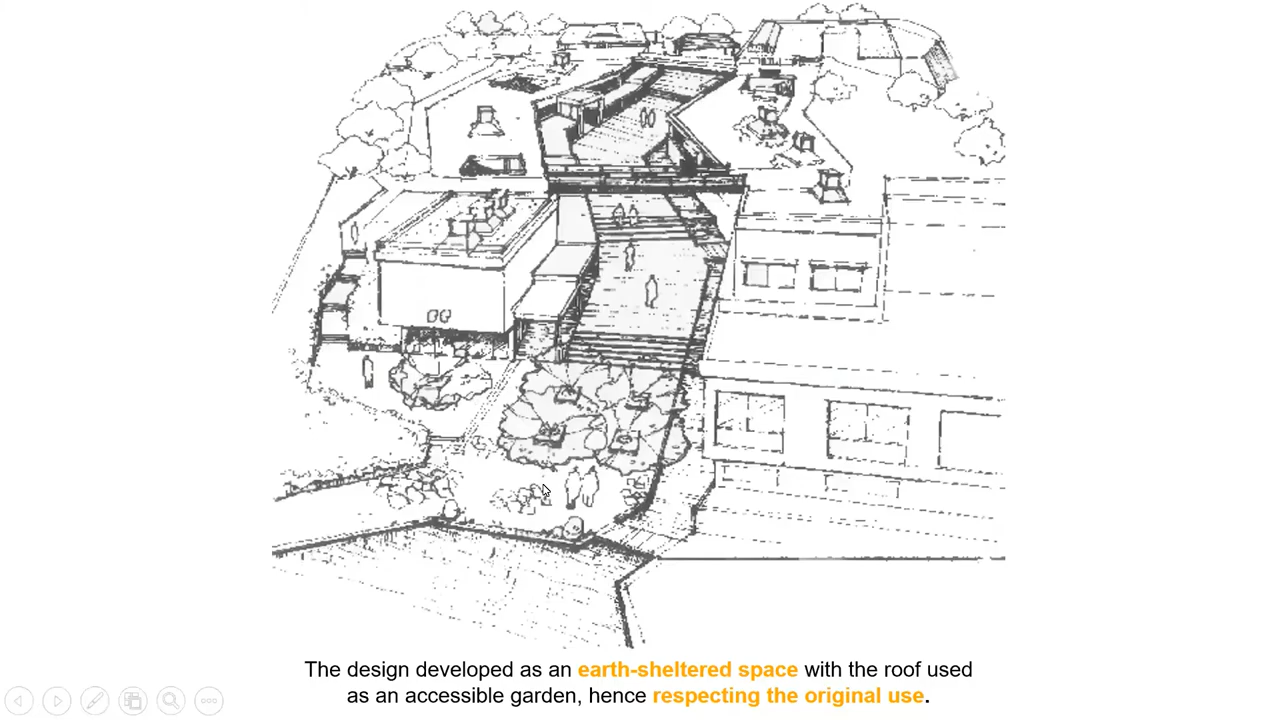 The design developed as an earth-sheltered space with the roof used
as an accessible garden, hence respecting the original use.